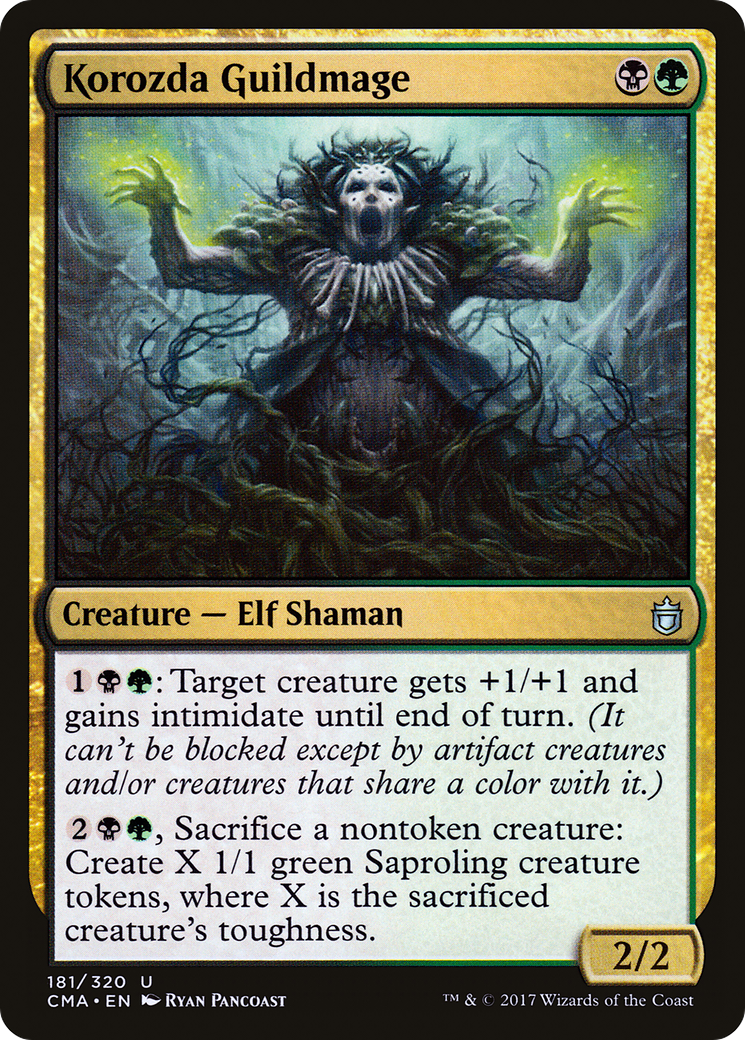 Korozda Guildmage
Creature — Elf Shaman
1: Target creature gets +1/+1 and
gains intimidate until end of turn. (It
can't be blocked except by artifact creatures
and/or creatures that share a color with it.)
2, Sacrifice a nontoken creature:
Create X 1/1 green Saproling creature
tokens, where X is the sacrificed
creature's toughness.
2/2
181/320 U
CMA • EN Ryan Pancoast
™ & © 2017 Wizards of the Coast